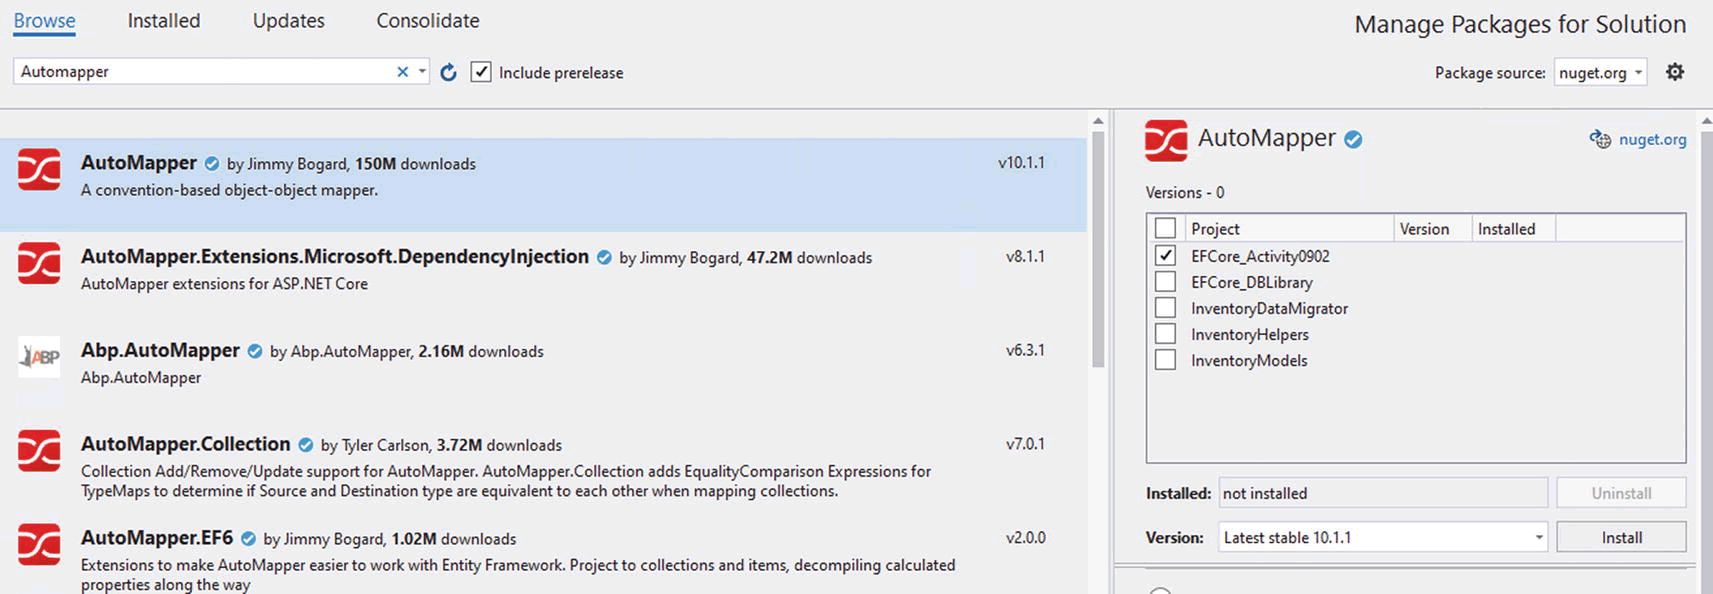 Browse Installed Updates Consolidate
Manage Packages for Solution
Automapper
Include prerelease
Package source: nuget.org
AutoMapper by Jimmy Bogard, 150M downloads v10.1.1
A convention-based object-object mapper.
AutoMapper.Extensions.Microsoft.DependencyInjection by Jimmy Bogard, 47.2M downloads v8.1.1
AutoMapper extensions for ASP.NET Core
ABP
Abp.AutoMapper by Abp.AutoMapper, 2.16M downloads v6.3.1
Abp.AutoMapper
AutoMapper.Collection by Tyler Carlson, 3.72M downloads v7.0.1
Collection Add/Remove/Update support for AutoMapper. AutoMapper.Collection adds EqualityComparison Expressions for
TypeMaps to determine if Source and Destination type are equivalent to each other when mapping collections.
AutoMapper.EF6 by Jimmy Bogard, 1.02M downloads v2.0.0
Extensions to make AutoMapper easier to work with Entity Framework. Project to collections and items, decompiling calculated
properties along the way
AutoMapper nuget.org
Versions - 0
Project Version Installed
EFCore_Activity0902
EFCore_DBLibrary
InventoryDataMigrator
InventoryHelpers
InventoryModels
Installed: not installed Uninstall
Version: Latest stable 10.1.1 Install